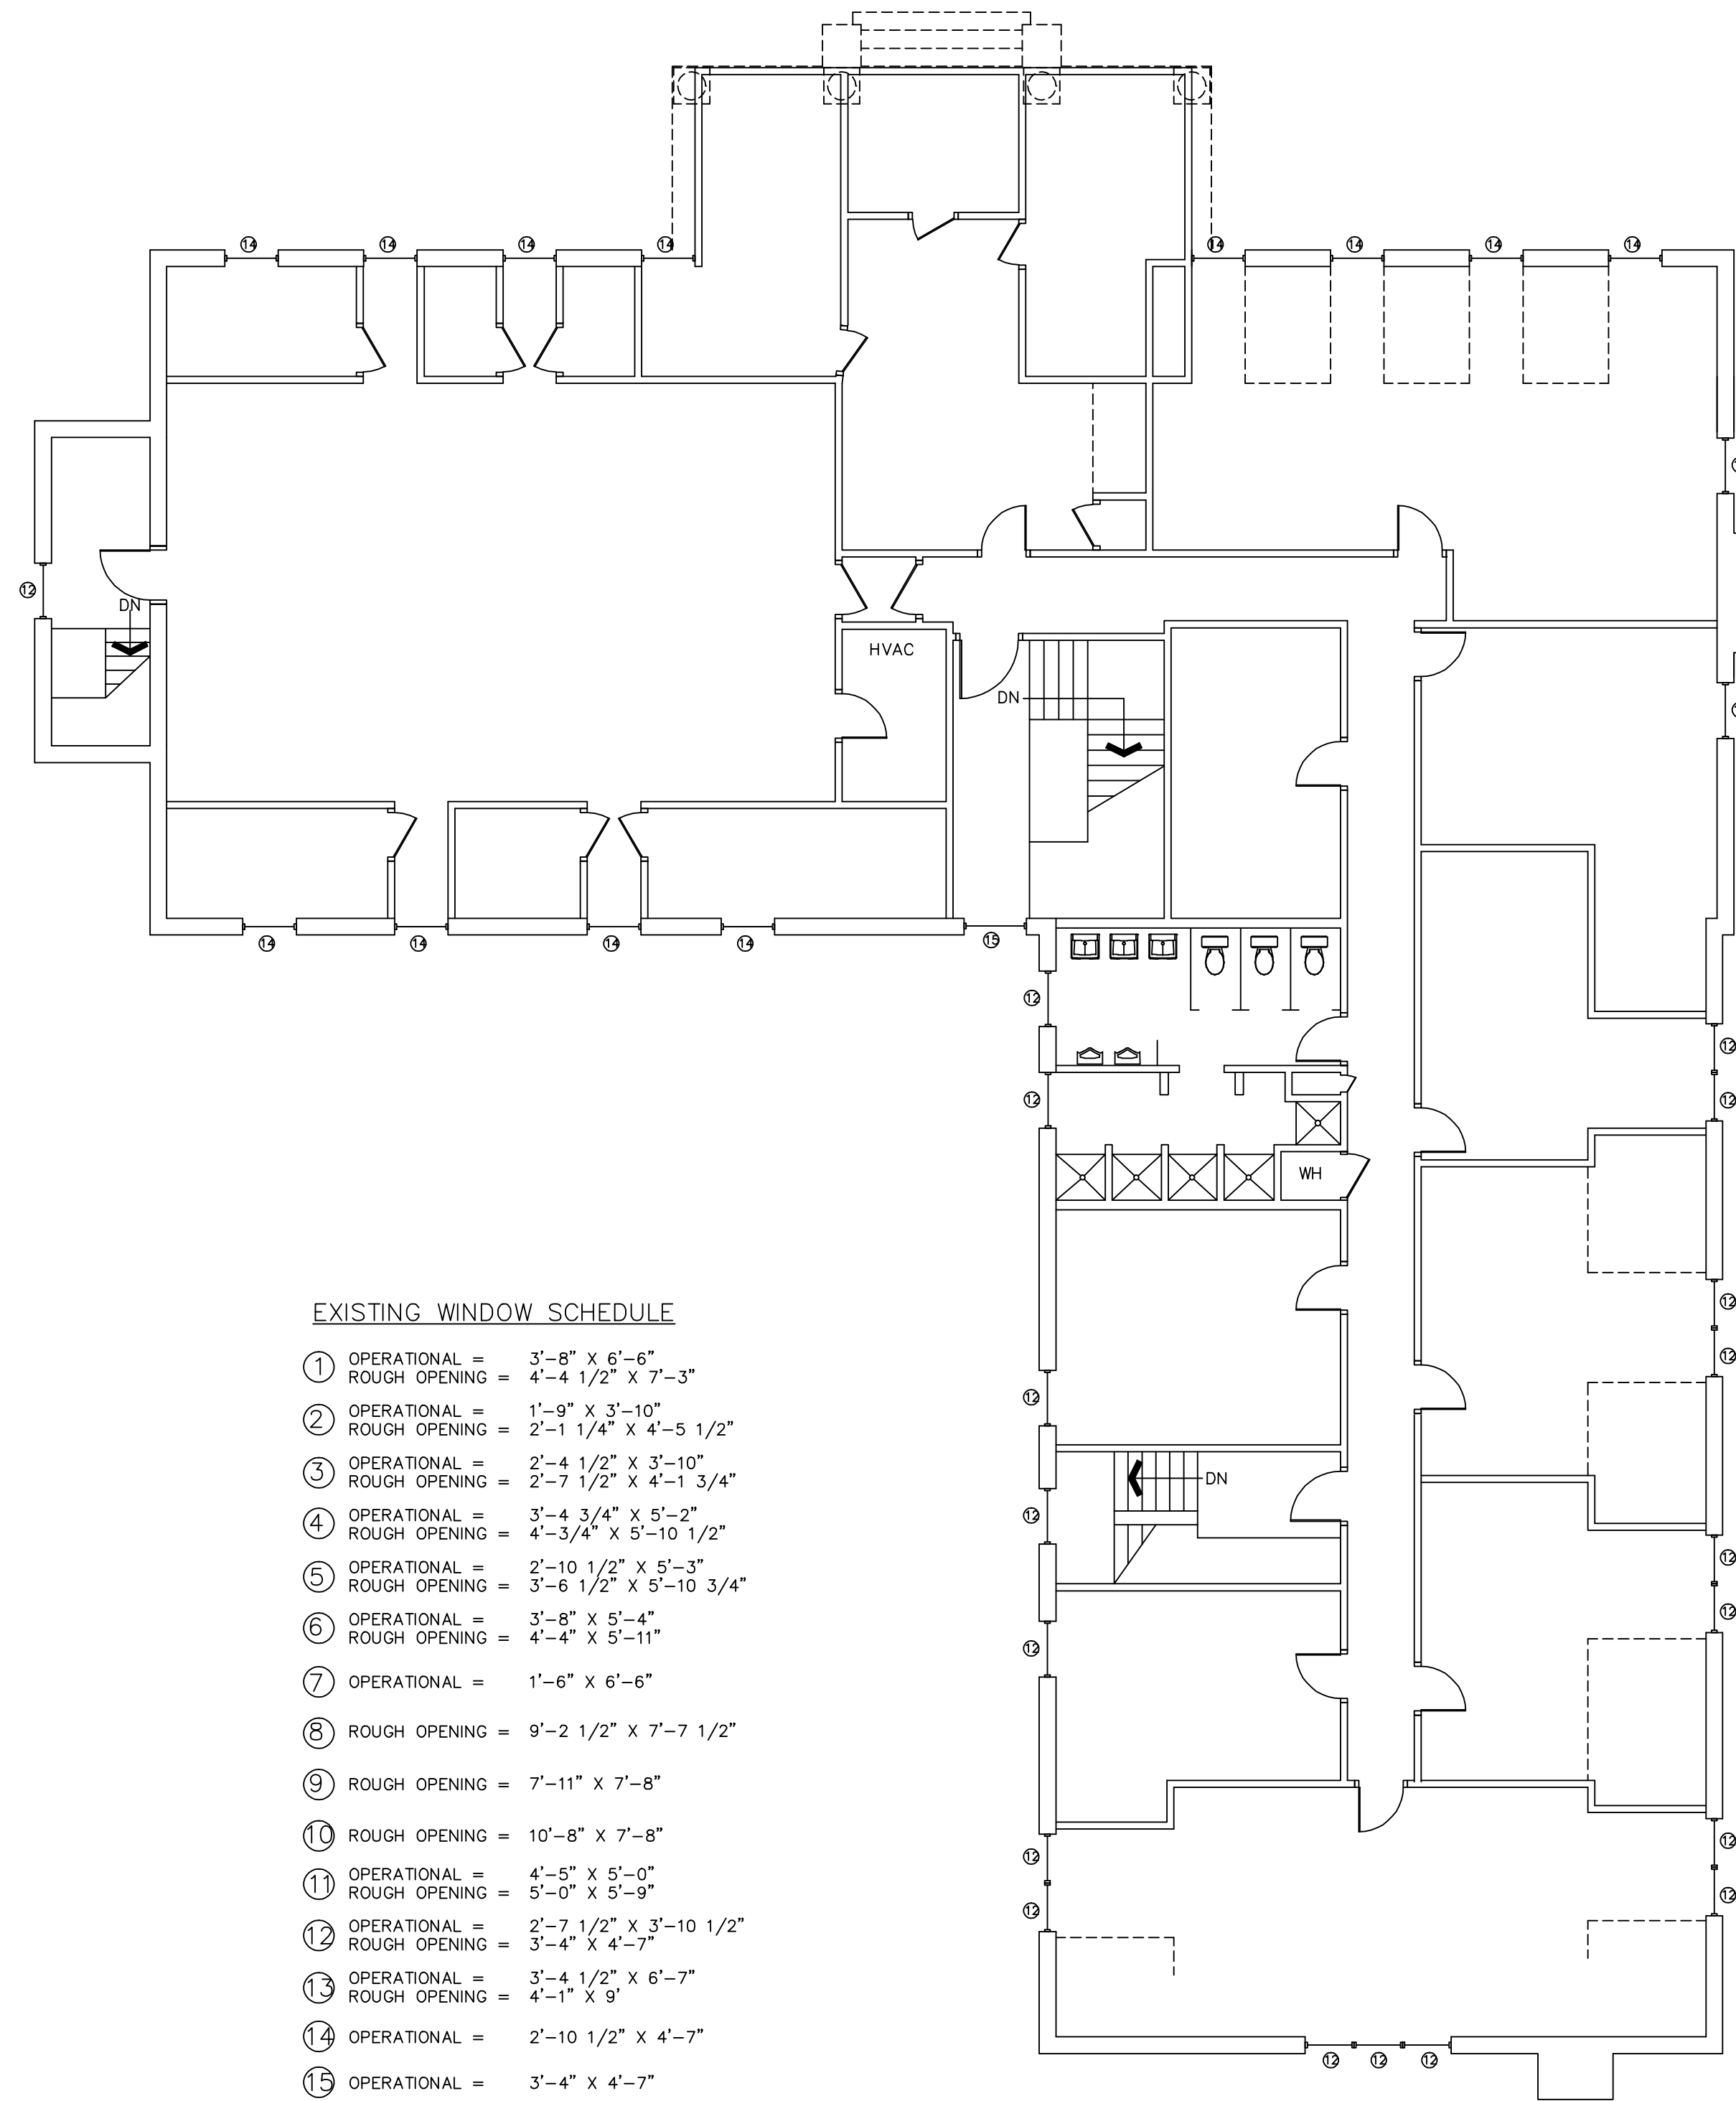 14 14 14 14 14 14 14 14
12
DN
HVAC
DN
14 14 14 14 15
12
12
12
12
WH
12
12
12
DN
12
12
12
12
12
12
12
12
12 12 12
EXISTING WINDOW SCHEDULE
1 OPERATIONAL = 3'-8" X 6'-6"
ROUGH OPENING = 4'-4 1/2" X 7'-3"
2 OPERATIONAL = 1'-9" X 3'-10"
ROUGH OPENING = 2'-1 1/4" X 4'-5 1/2"
3 OPERATIONAL = 2'-4 1/2" X 3'-10"
ROUGH OPENING = 2'-7 1/2" X 4'-1 3/4"
4 OPERATIONAL = 3'-4 3/4" X 5'-2"
ROUGH OPENING = 4'-3/4" X 5'-10 1/2"
5 OPERATIONAL = 2'-10 1/2" X 5'-3"
ROUGH OPENING = 3'-6 1/2" X 5'-10 3/4"
6 OPERATIONAL = 3'-8" X 5'-4"
ROUGH OPENING = 4'-4" X 5'-11"
7 OPERATIONAL = 1'-6" X 6'-6"
8 ROUGH OPENING = 9'-2 1/2" X 7'-7 1/2"
9 ROUGH OPENING = 7'-11" X 7'-8"
10 ROUGH OPENING = 10'-8" X 7'-8"
11 OPERATIONAL = 4'-5" X 5'-0"
ROUGH OPENING = 5'-0" X 5'-9"
12 OPERATIONAL = 2'-7 1/2" X 3'-10 1/2"
ROUGH OPENING = 3'-4" X 4'-7"
13 OPERATIONAL = 3'-4 1/2" X 6'-7"
ROUGH OPENING = 4'-1" X 9'
14 OPERATIONAL = 2'-10 1/2" X 4'-7"
15 OPERATIONAL = 3'-4" X 4'-7"